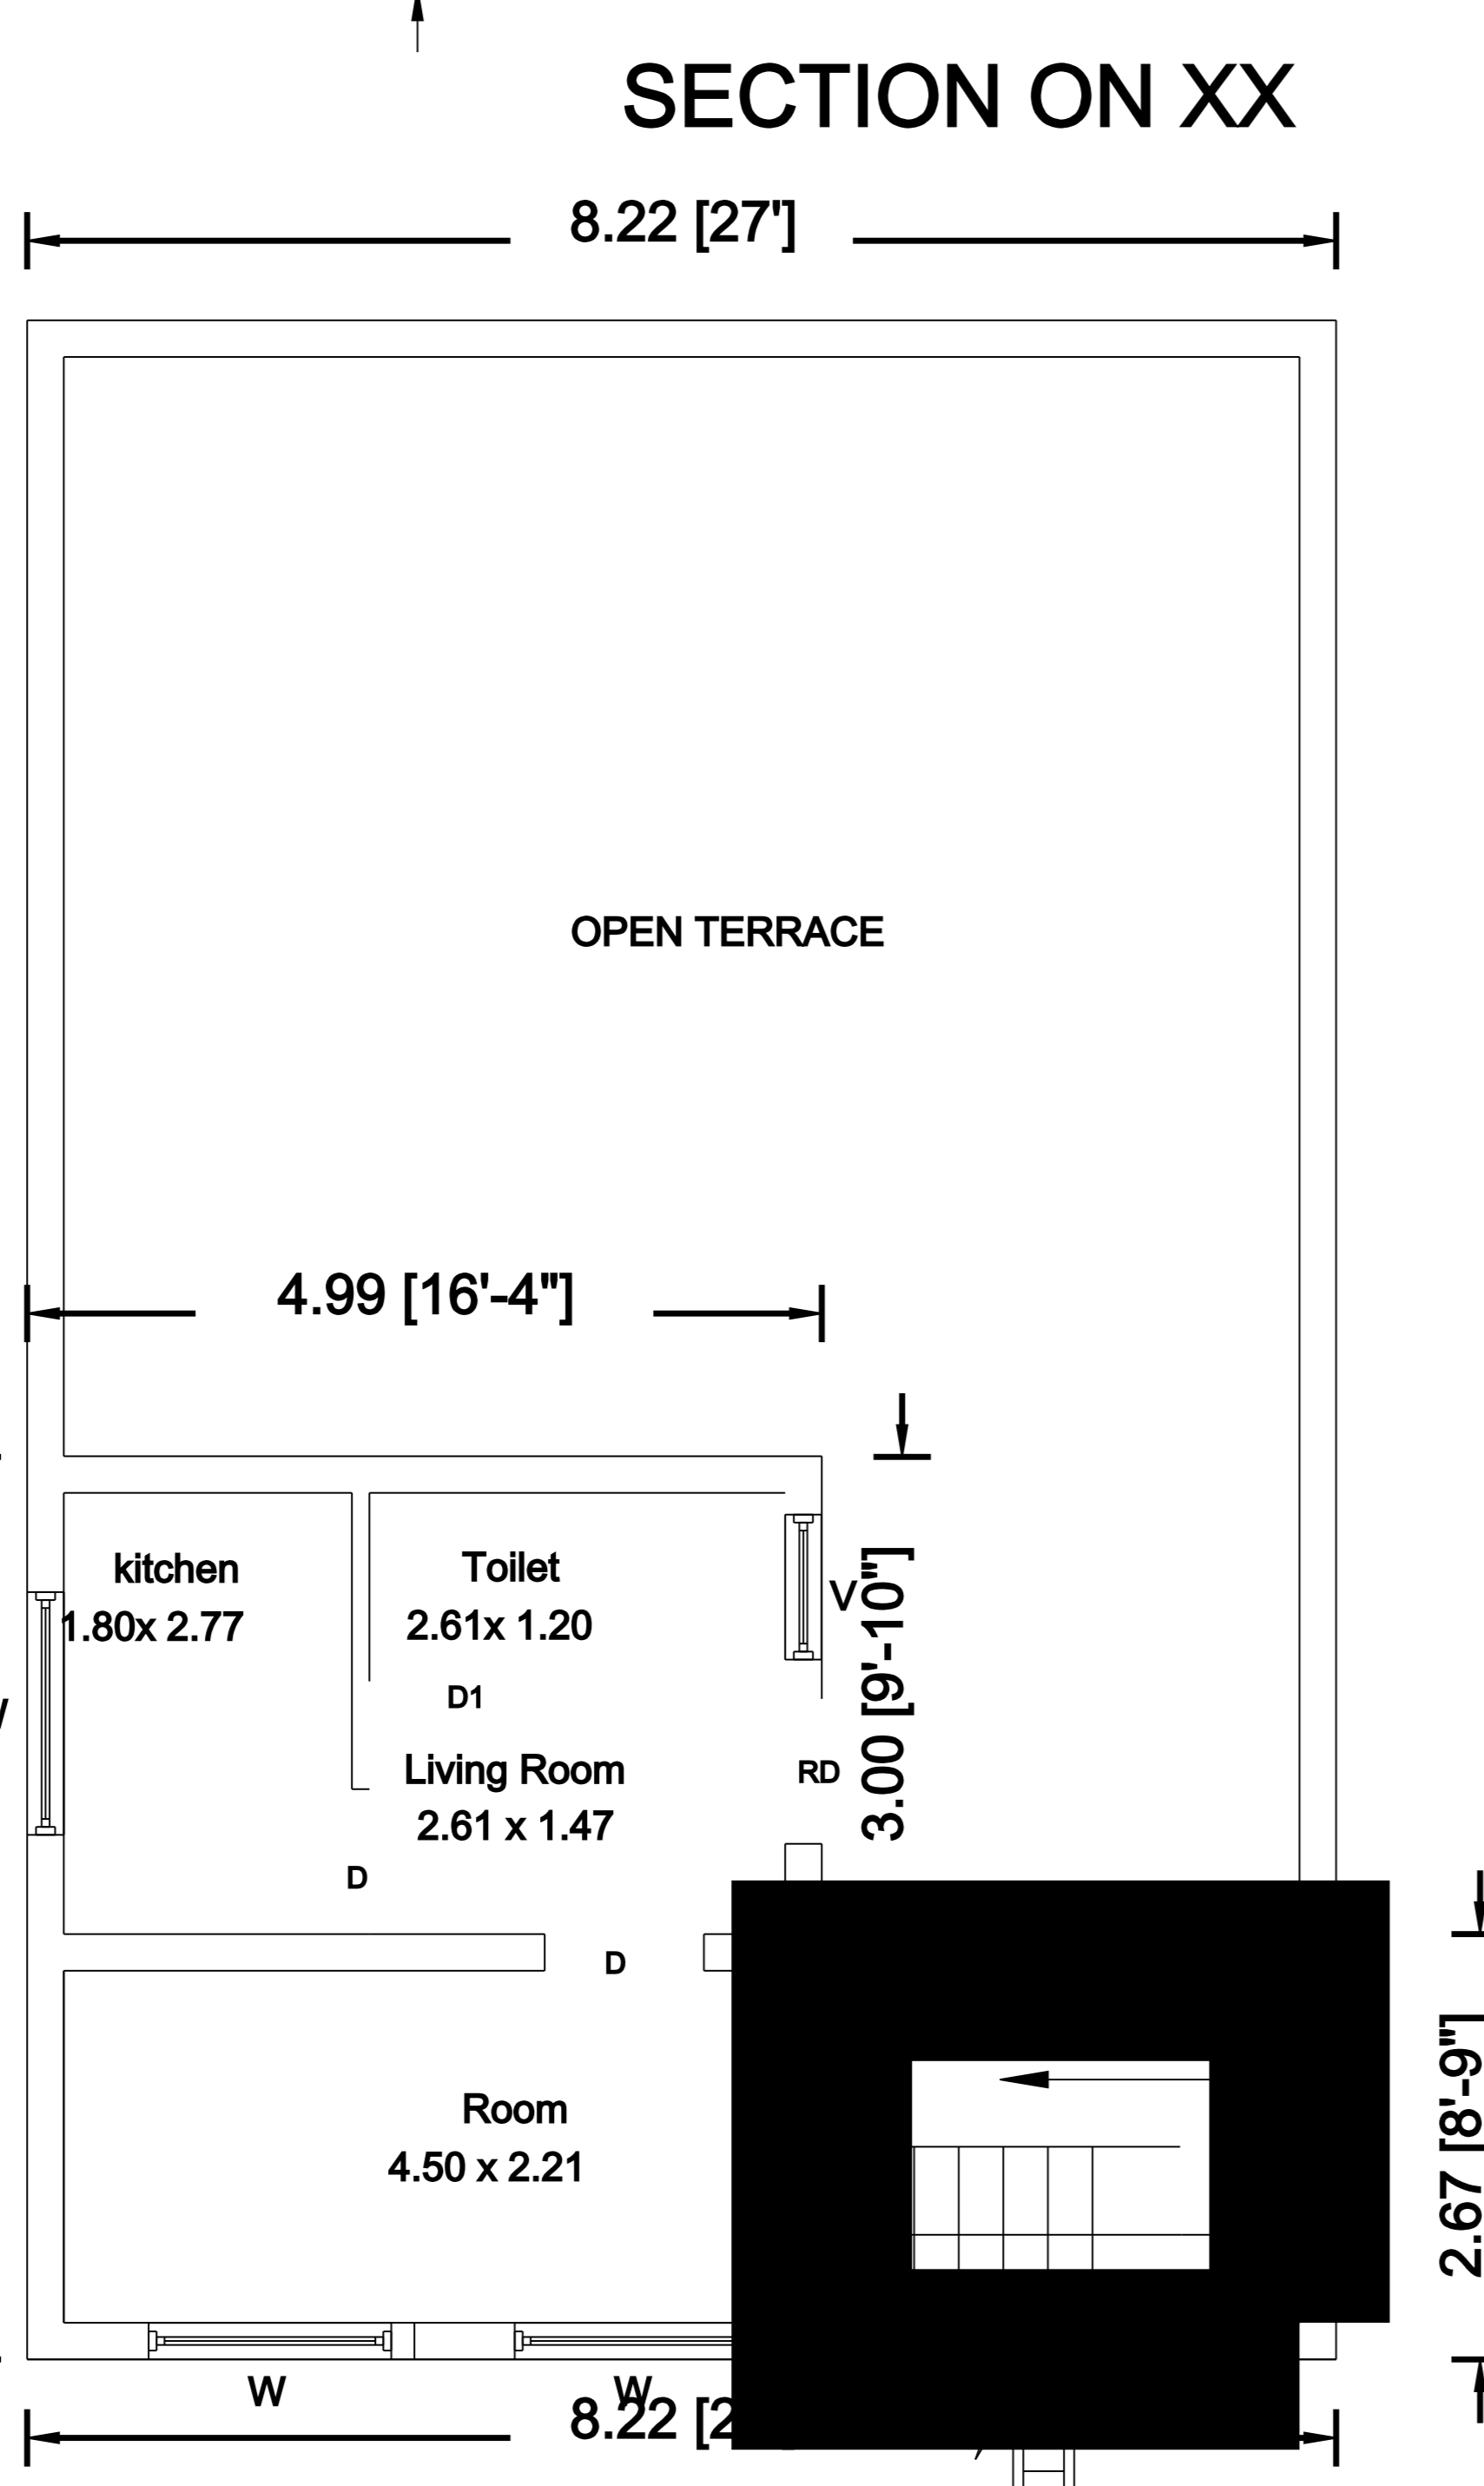 SECTION ON XX
8.22 [27']
OPEN TERRACE
4.99 [16'-4"]
kitchen
1.80x 2.77
Toilet
2.61x 1.20
V
3.00 [9'-10"]
D1
Living Room
2.61 x 1.47
RD
D
D
Room
4.50 x 2.21
2.67 [8'-9"]
W
W
8.22 [2